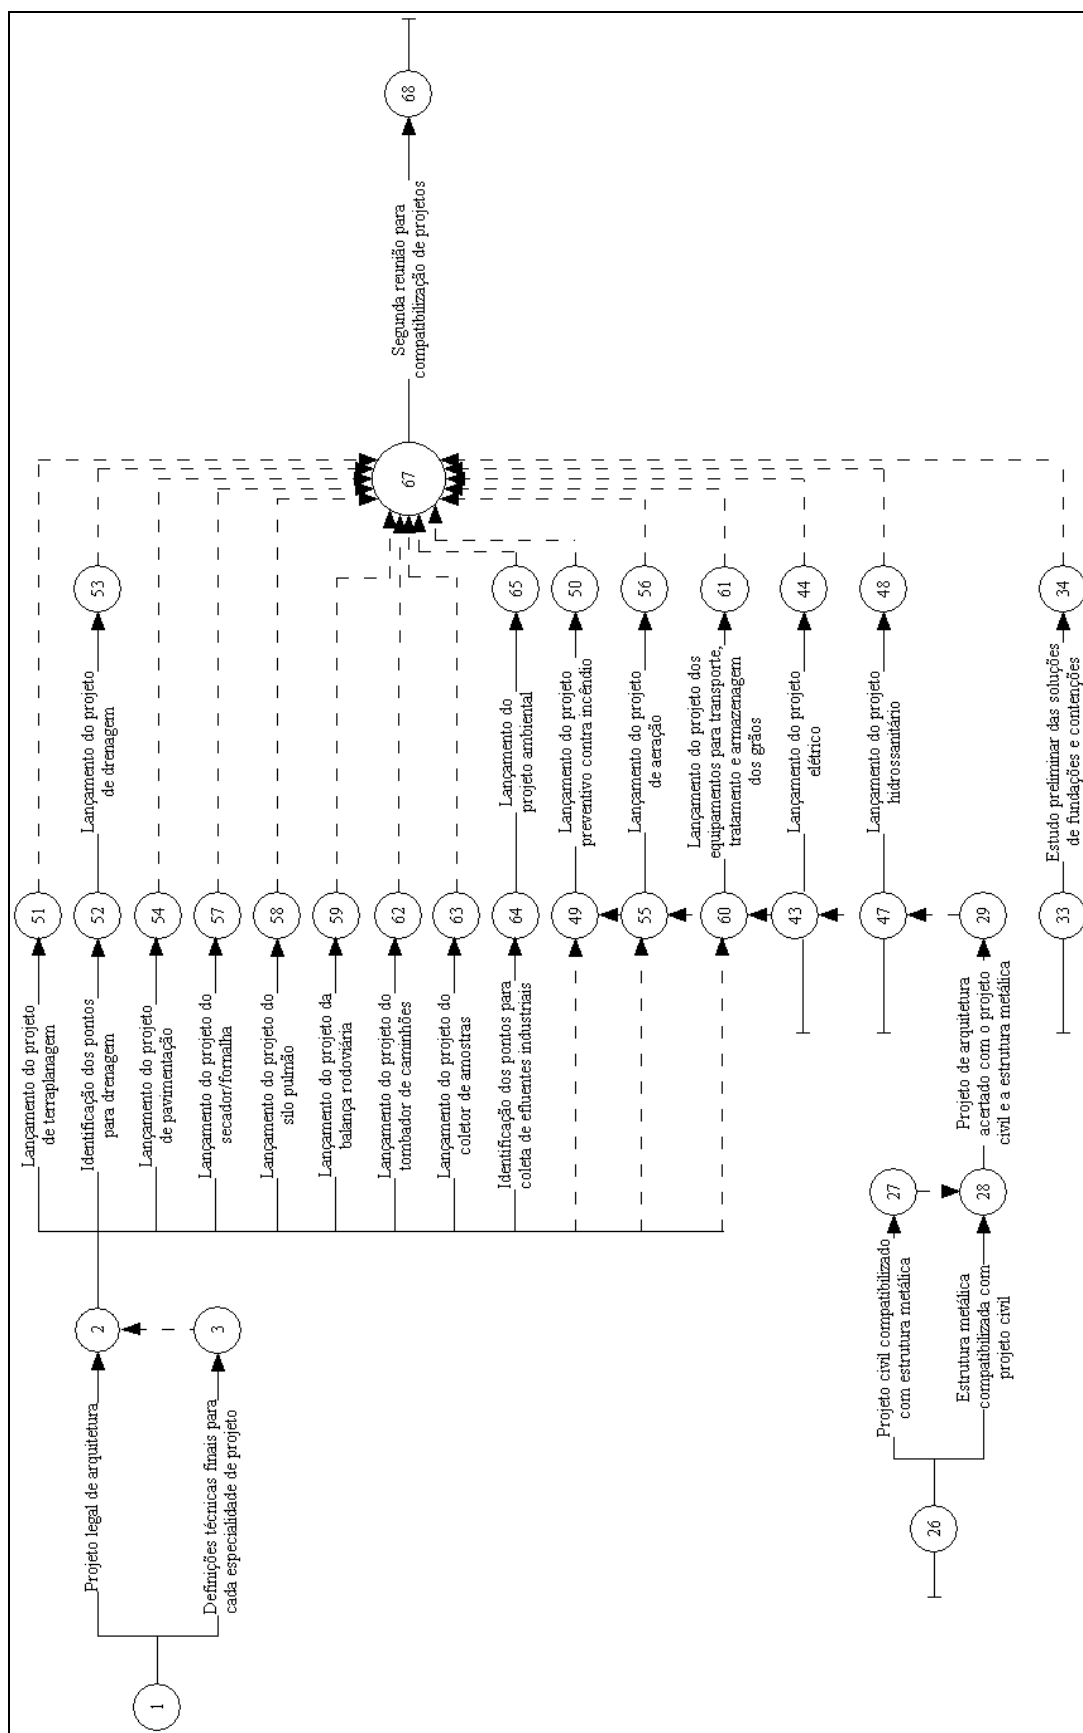 1
Projeto legal de arquitetura
2
Definições técnicas finais para
cada especialidade de projeto
3
Lançamento do projeto
de terraplanagem
51
Identificação dos pontos
para drenagem
52
Lançamento do projeto
de drenagem
53
Lançamento do projeto
de pavimentação
54
Lançamento do projeto do
secador/fornalha
57
Lançamento do projeto do
silo pulmão
58
Lançamento do projeto da
balança rodoviária
59
Lançamento do projeto do
tombador de caminhões
62
Lançamento do projeto do
coletor de amostras
63
Identificação dos pontos para
coleta de efluentes industriais
64
Lançamento do
projeto ambiental
65
49
Lançamento do projeto
preventivo contra incêndio
50
55
Lançamento do projeto
de aeração
56
60
Lançamento do projeto dos
equipamentos para transporte,
tratamento e armazenagem
dos grãos
61
43
Lançamento do projeto
elétrico
44
47
Lançamento do projeto
hidrossanitário
48
26
Projeto civil compatibilizado
com estrutura metálica
27
Estrutura metálica
compatibilizada com
projeto civil
28
Projeto de arquitetura
acertado com o projeto
civil e a estrutura metálica
29
33
Estudo preliminar das soluções
de fundações e contenções
34
67
Segunda reunião para
compatibilização de projetos
68